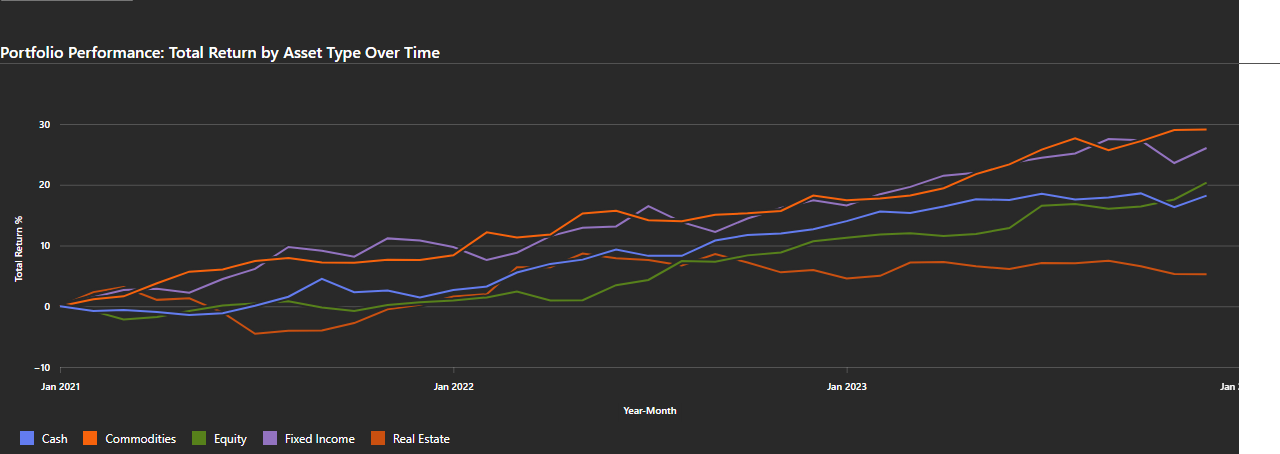 Portfolio Performance: Total Return by Asset Type Over Time
30
20
10
0
−10
Total Return %
Jan 2021 Jan 2022 Jan 2023 Jan
Year-Month
Cash Commodities Equity Fixed Income Real Estate